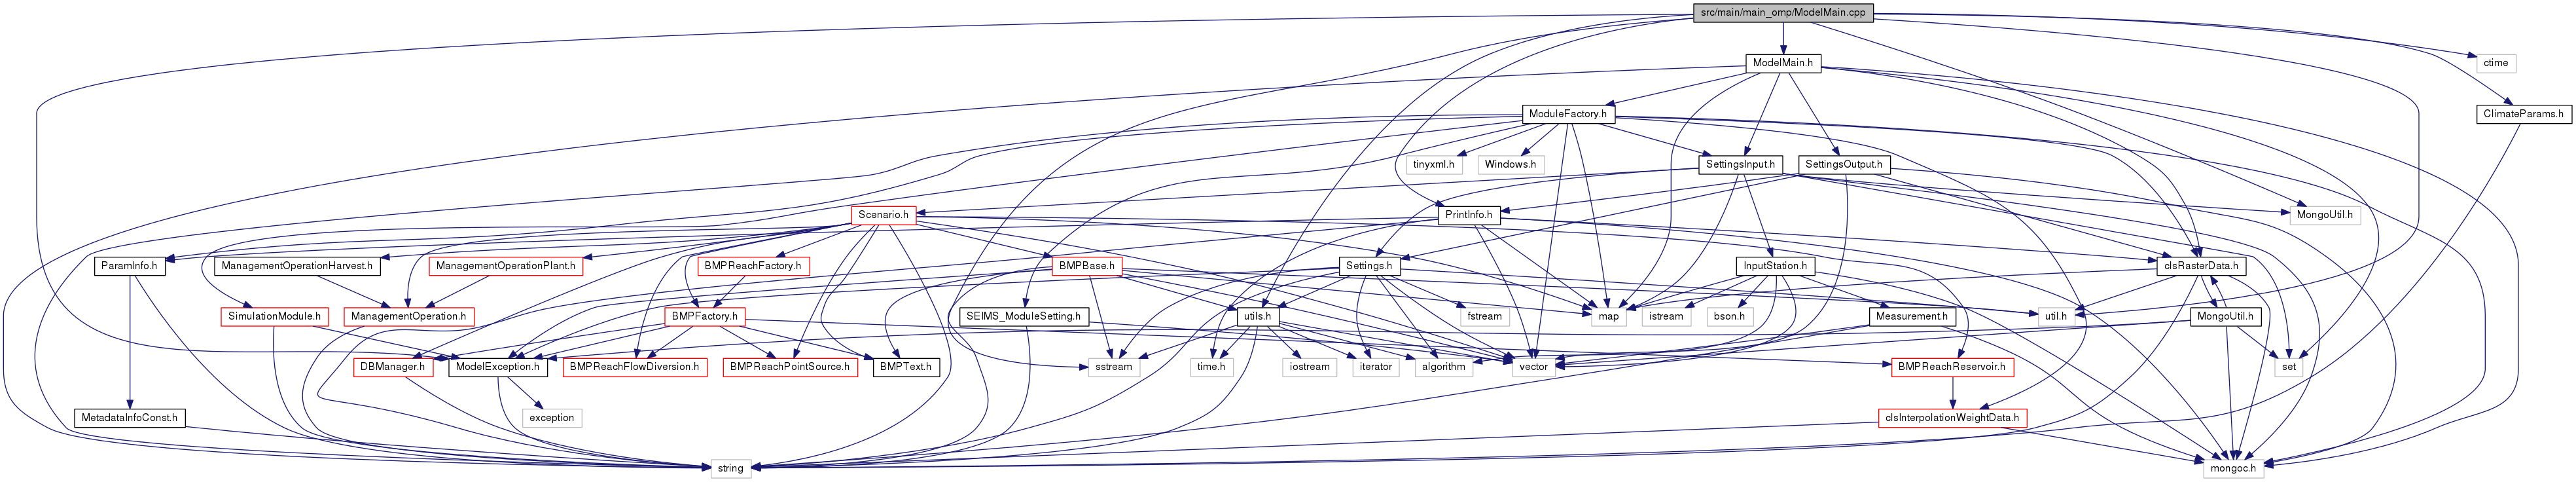 src/main/main_omp/ModelMain.cpp
ModelMain.h
ctime
ModuleFactory.h
ClimateParams.h
tinyxml.h
Windows.h
SettingsInput.h
SettingsOutput.h
Scenario.h
PrintInfo.h
MongoUtil.h
ParamInfo.h
ManagementOperationHarvest.h
ManagementOperationPlant.h
BMPReachFactory.h
BMPBase.h
Settings.h
InputStation.h
clsRasterData.h
SimulationModule.h
ManagementOperation.h
BMPFactory.h
SEIMS_ModuleSetting.h
utils.h
fstream
map
istream
bson.h
Measurement.h
util.h
MongoUtil.h
DBManager.h
ModelException.h
BMPReachFlowDiversion.h
BMPReachPointSource.h
BMPText.h
sstream
time.h
iostream
iterator
algorithm
vector
BMPReachReservoir.h
set
MetadataInfoConst.h
exception
clsInterpolationWeightData.h
string
mongoc.h